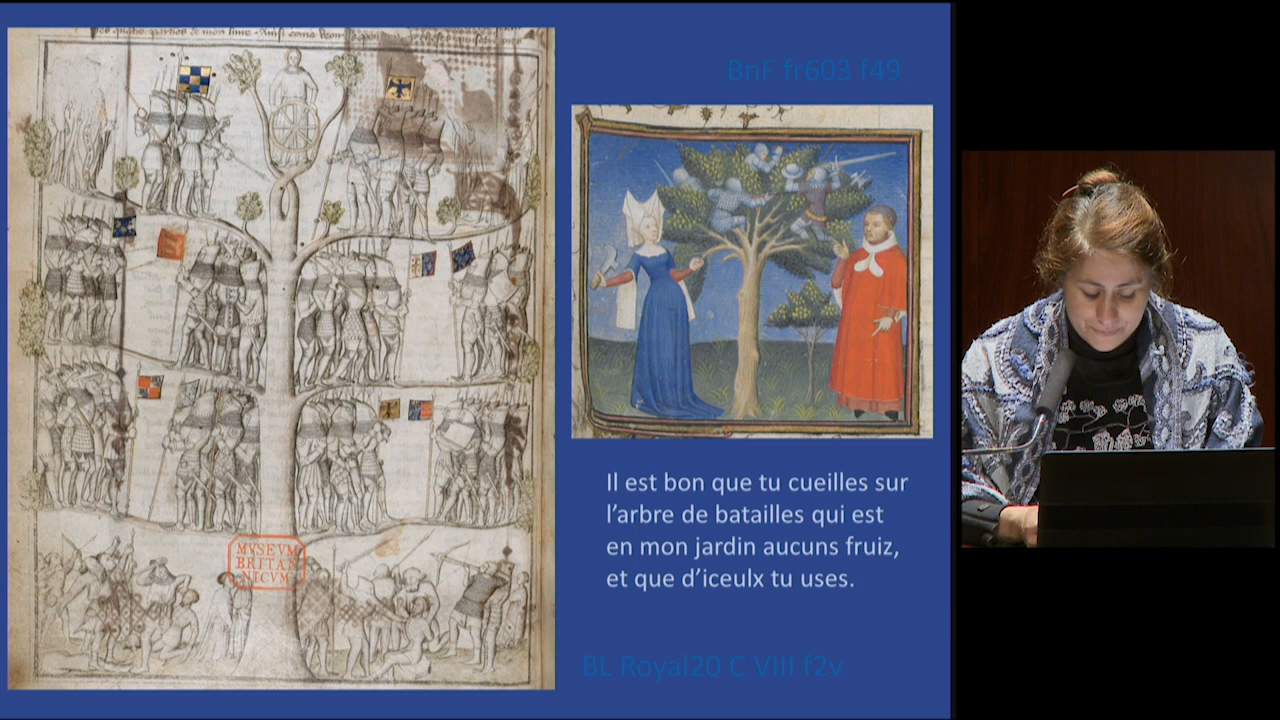 BnF fr603 f49
Il est bon que tu cueilles sur
l'arbre de batailles qui est
en mon jardin aucuns fruiz,
et que d'iceulx tu uses.
MVSEVM
BRITAN
NICVM
BL Royal20 C VIII f2v